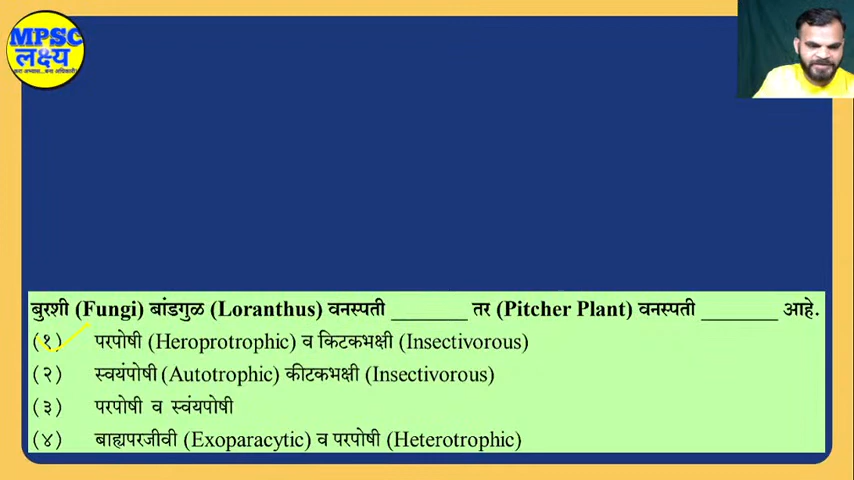 MPSC
लक्ष्य
बुरशी (Fungi) बांडगुळ (Loranthus) वनस्पती ________ तर (Pitcher Plant) वनस्पती ________ आहे.
(१) परपोषी (Heroprotrophic) व किटकभक्षी (Insectivorous)
(२) स्वयंपोषी (Autotrophic) कीटकभक्षी (Insectivorous)
(३) परपोषी व स्वंयपोषी
(४) बाह्यपरजीवी (Exoparacytic) व परपोषी (Heterotrophic)